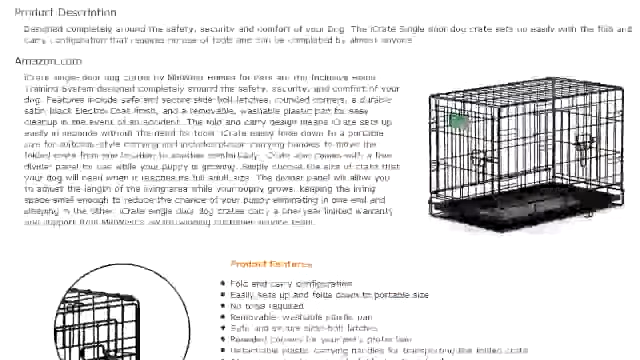 Product Description
Designed completely around the safety, security and comfort of your dog. The iCrate Single door dog crate sets up easily with the fold and
carry configuration that requires no use of tools and can be completed by almost anyone.
Amazon.com
iCrate single door dog crates by MidWest Homes for Pets are the Inclusive Home
Training System designed completely around the safety, security, and comfort of your
dog. Features include safe and secure slide-bolt latches, rounded corners, a durable
satin black Electro-Coat finish, and a removable, washable plastic pan for easy
cleanup in the event of an accident. The fold and carry design means iCrate sets up
easily in seconds without the need for tools. iCrate easily folds down to a portable
size for suitcase-style carrying and includes plastic carrying handles to move the
folded crate from one location to another comfortably. iCrate also comes with a free
divider panel for use while your puppy is growing. Simply choose the size of crate that
your dog will need when it reaches its full adult size. The divider panel will allow you
to adjust the length of the living area while your puppy grows, keeping the living
space small enough to reduce the chance of your puppy eliminating in one end and
sleeping in the other. iCrate single door dog crates carry a one-year limited warranty
and support from MidWest's award-winning customer service team.
Product Features
Fold and carry configuration
Easily sets up and folds down to portable size
No tools required
Removable, washable plastic pan
Safe and secure slide-bolt latches
Rounded corners for your pet's protection
Detachable plastic carrying handles for transporting the folded crate